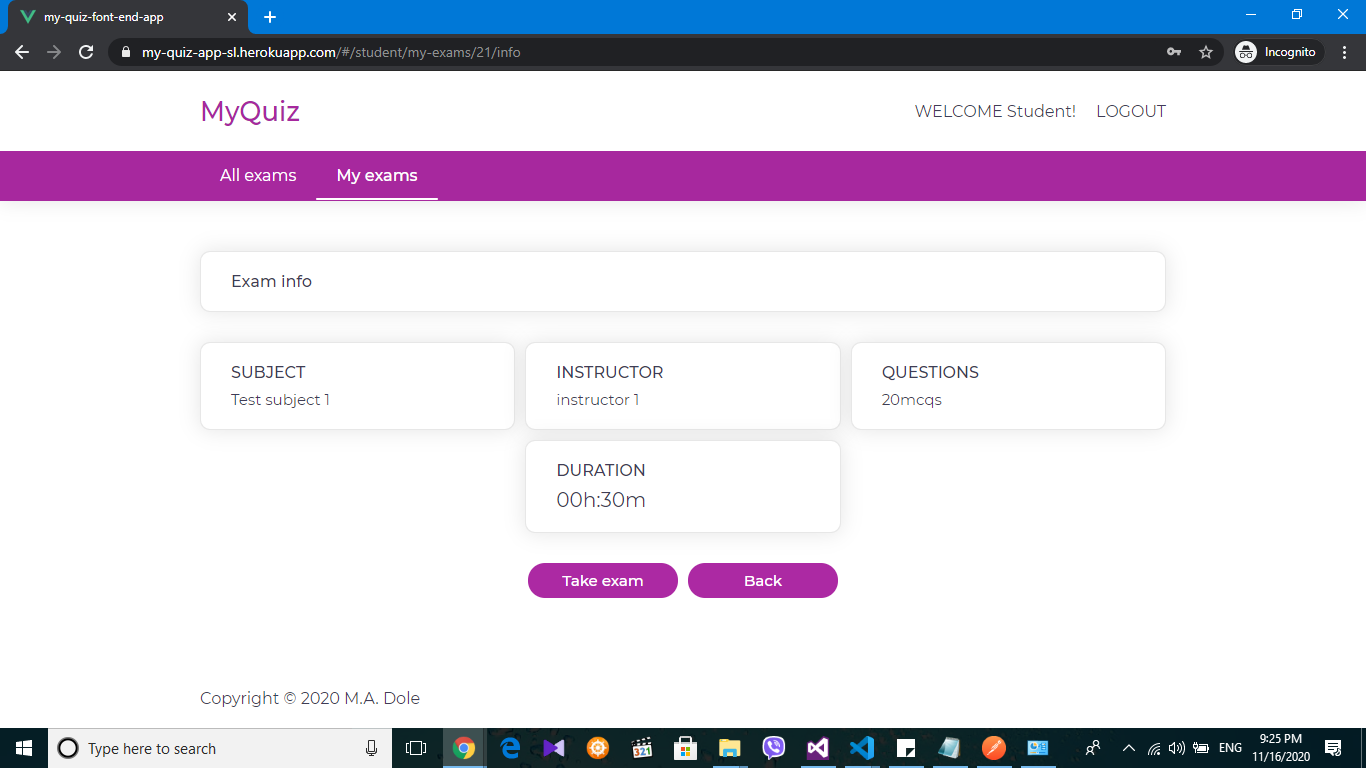 my-quiz-font-end-app
my-quiz-app-sl.herokuapp.com/#/student/my-exams/21/info
Incognito
MyQuiz
WELCOME Student! LOGOUT
All exams My exams
Exam info
SUBJECT
Test subject 1
INSTRUCTOR
instructor 1
QUESTIONS
20mcqs
DURATION
00h:30m
Take exam Back
Copyright © 2020 M.A. Dole
Type here to search
321
ENG
9:25 PM
11/16/2020